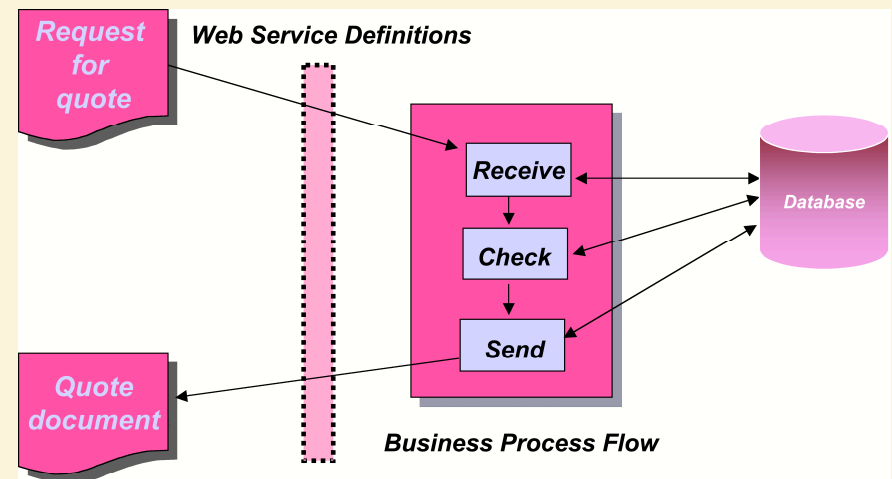 Request
for
quote
Web Service Definitions
Receive
Database
Check
Send
Quote
document
Business Process Flow